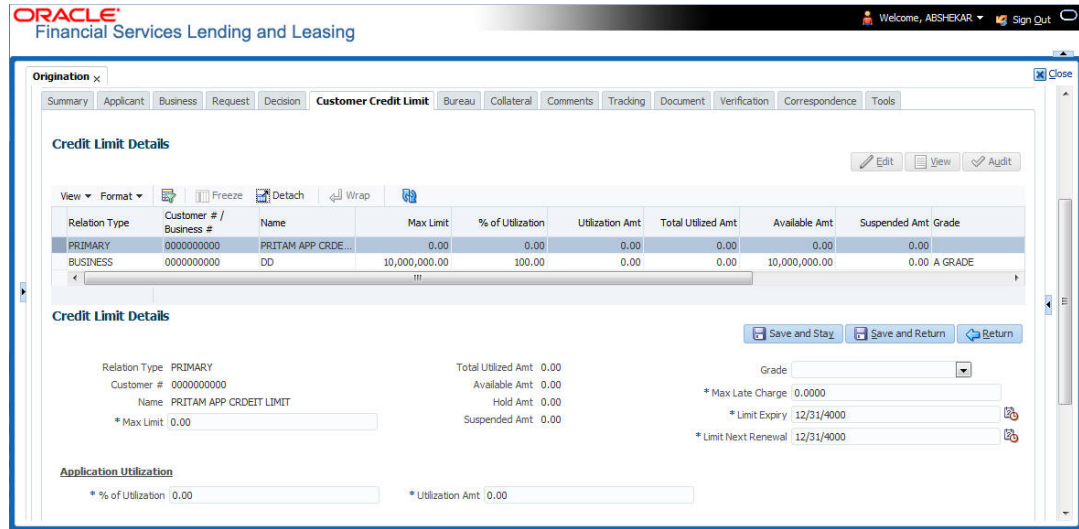 ORACLE®
Financial Services Lending and Leasing
Welcome, ABSHEKAR Sign Out
Origination x
Close
Summary Applicant Business Request Decision Customer Credit Limit Bureau Collateral Comments Tracking Document Verification Correspondence Tools
Credit Limit Details
Edit View Audit
View Format Freeze Detach Wrap
Relation Type Customer # / Business # Name Max Limit % of Utilization Utilization Amt Total Utilized Amt Available Amt Suspended Amt Grade
PRIMARY 0000000000 PRITAM APP CRDE... 0.00 0.00 0.00 0.00 0.00 0.00
BUSINESS 0000000000 DD 10,000,000.00 100.00 0.00 0.00 10,000,000.00 0.00 A GRADE
Credit Limit Details
Save and Stay Save and Return Return
Relation Type PRIMARY Total Utilized Amt 0.00 Grade
Customer # 0000000000 Available Amt 0.00 * Max Late Charge 0.0000
Name PRITAM APP CRDEIT LIMIT Hold Amt 0.00 * Limit Expiry 12/31/4000
* Max Limit 0.00 Suspended Amt 0.00 * Limit Next Renewal 12/31/4000
Application Utilization
* % of Utilization 0.00 * Utilization Amt 0.00